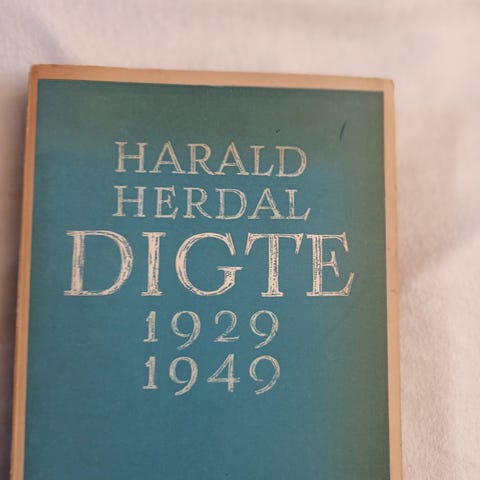 HARALD
HERDAL
DIGTE
1929
1949